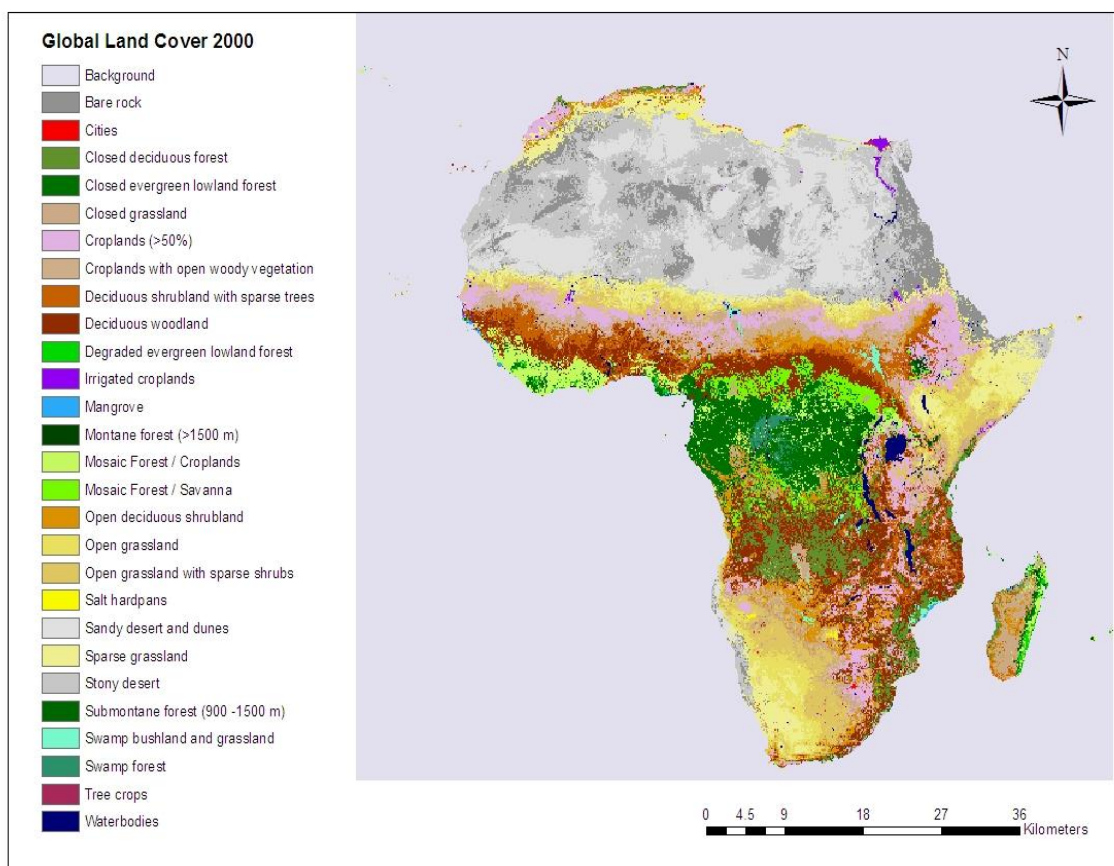 Global Land Cover 2000
Background
Bare rock
Cities
Closed deciduous forest
Closed evergreen lowland forest
Closed grassland
Croplands (>50%)
Croplands with open woody vegetation
Deciduous shrubland with sparse trees
Deciduous woodland
Degraded evergreen lowland forest
Irrigated croplands
Mangrove
Montane forest (>1500 m)
Mosaic Forest / Croplands
Mosaic Forest / Savanna
Open deciduous shrubland
Open grassland
Open grassland with sparse shrubs
Salt hardpans
Sandy desert and dunes
Sparse grassland
Stony desert
Submontane forest (900 -1500 m)
Swamp bushland and grassland
Swamp forest
Tree crops
Waterbodies
N
0 4.5 9 18 27 36
Kilometers